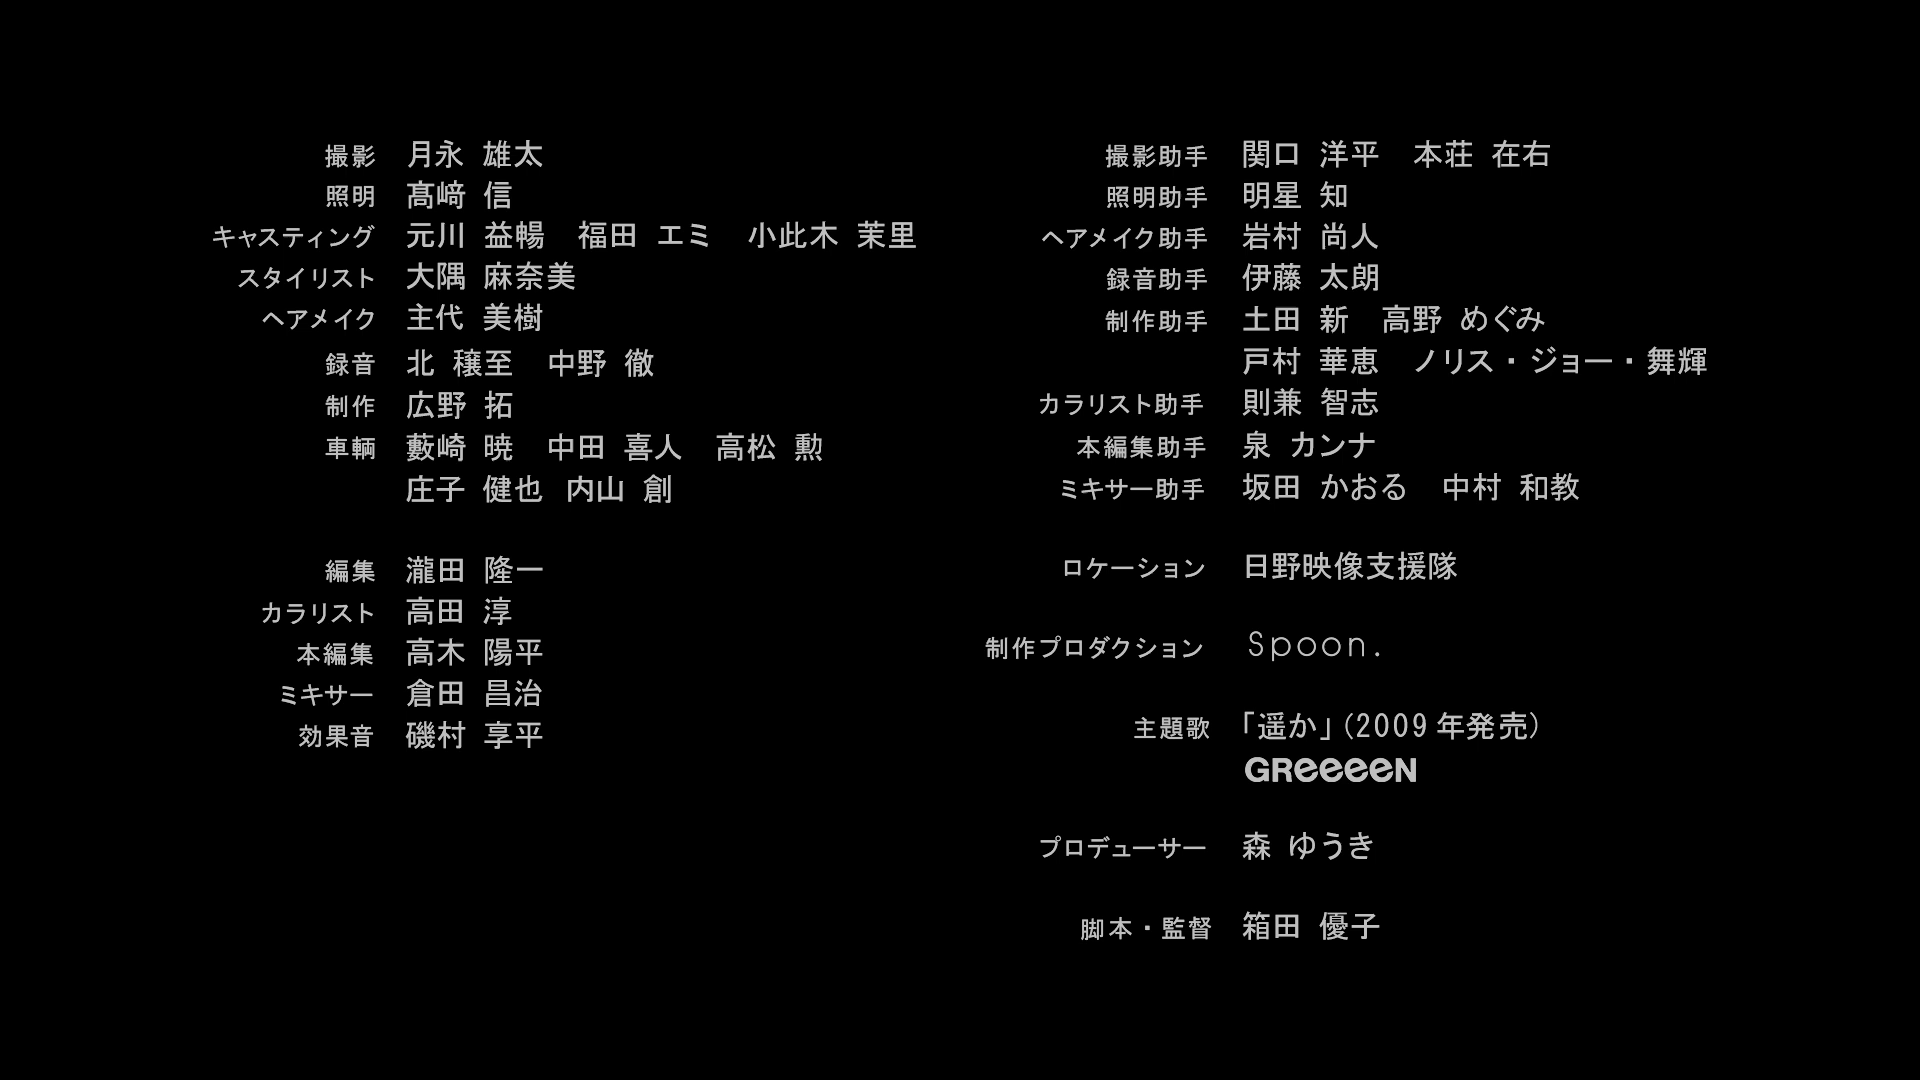 撮影 月永 雄太
照明 髙﨑 信
キャスティング 元川 益暢 福田 エミ 小此木 茉里
スタイリスト 大隅 麻奈美
ヘアメイク 主代 美樹
録音 北 穣至 中野 徹
制作 広野 拓
車輌 藪崎 暁 中田 喜人 高松 勲
庄子 健也 内山 創
編集 瀧田 隆一
カラリスト 高田 淳
本編集 高木 陽平
ミキサー 倉田 昌治
効果音 磯村 享平
撮影助手 関口 洋平 本荘 在右
照明助手 明星 知
ヘアメイク助手 岩村 尚人
録音助手 伊藤 太朗
制作助手 土田 新 高野 めぐみ
戸村 華恵 ノリス・ジョー・舞輝
カラリスト助手 則兼 智志
本編集助手 泉 カンナ
ミキサー助手 坂田 かおる 中村 和教
ロケーション 日野映像支援隊
制作プロダクション Spoon.
主題歌 「遥か」(2009年発売)
GReeeeN
プロデューサー 森 ゆうき
脚本・監督 箱田 優子